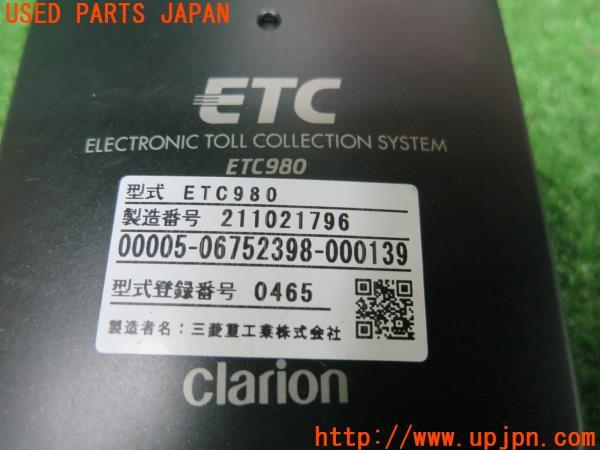 USED PARTS JAPAN
ETC
ELECTRONIC TOLL COLLECTION SYSTEM
ETC980
型式 ETC980
製造番号 211021796
00005-06752398-000139
型式登録番号 0465
製造者名：三菱重工業株式会社
clarion
www.upjpn.com